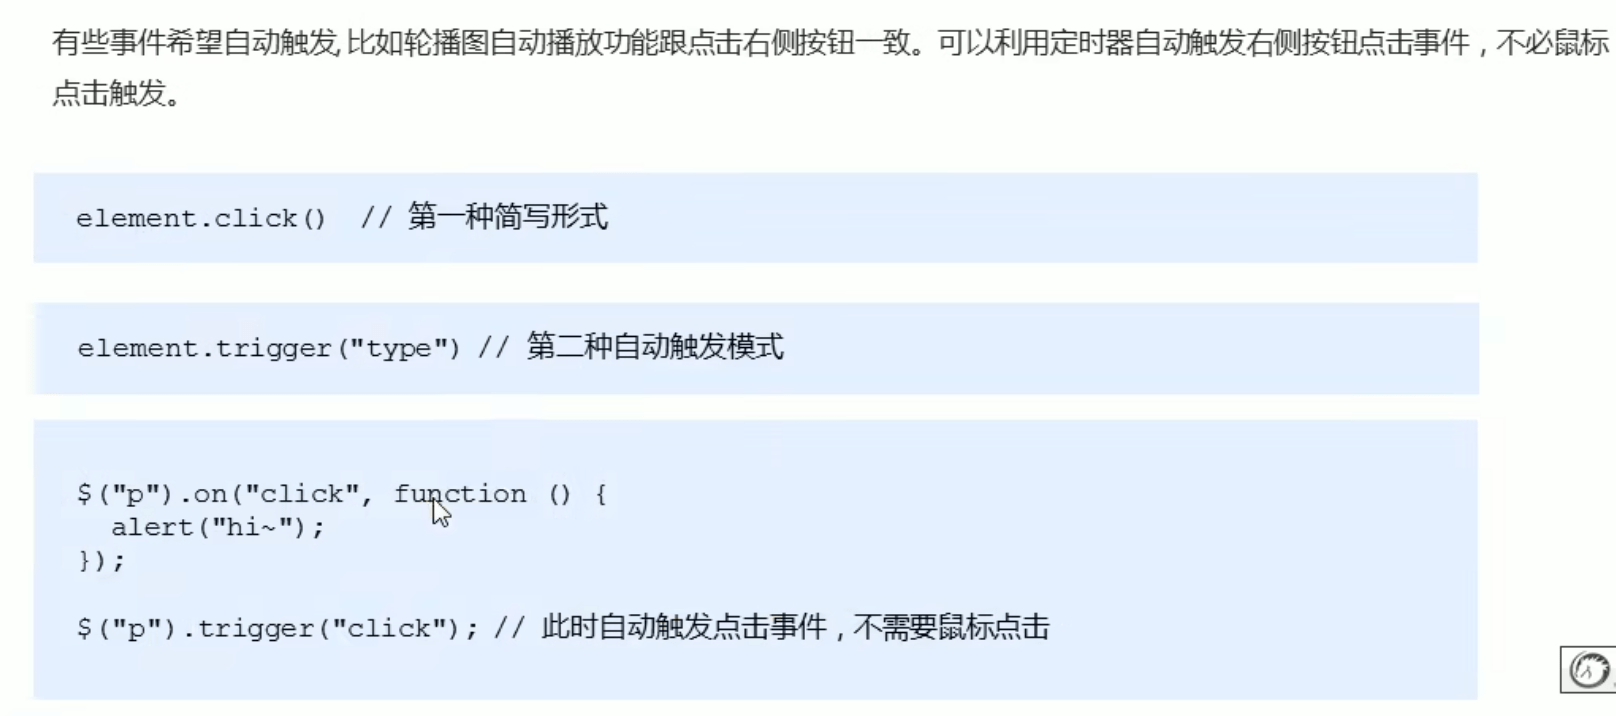 有些事件希望自动触发, 比如轮播图自动播放功能跟点击右侧按钮一致。可以利用定时器自动触发右侧按钮点击事件，不必鼠标
点击触发。
element.click()  // 第一种简写形式
element.trigger("type") // 第二种自动触发模式
$("p").on("click", function () {
  alert("hi~");
});
$("p").trigger("click"); // 此时自动触发点击事件，不需要鼠标点击